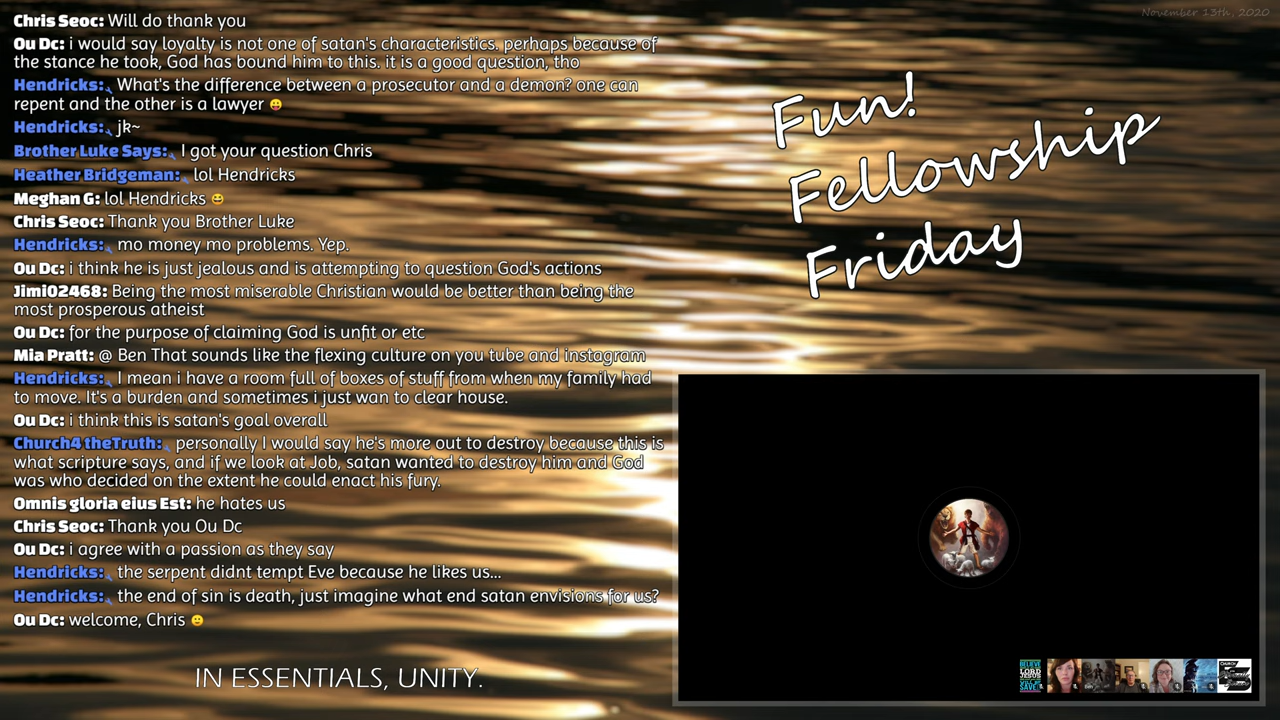 November 13th, 2020
Chris Seoc: Will do thank you
Ou Dc: i would say loyalty is not one of satan's characteristics. perhaps because of
the stance he took, God has bound him to this. it is a good question, tho
Hendricks: What's the difference between a prosecutor and a demon? one can
repent and the other is a lawyer 😛
Hendricks: jk~
Brother Luke Says: I got your question Chris
Heather Bridgeman: lol Hendricks
Meghan G: lol Hendricks 😆
Chris Seoc: Thank you Brother Luke
Hendricks: mo money mo problems. Yep.
Ou Dc: i think he is just jealous and is attempting to question God's actions
Jimi02468: Being the most miserable Christian would be better than being the
most prosperous atheist
Ou Dc: for the purpose of claiming God is unfit or etc
Mia Pratt: @ Ben That sounds like the flexing culture on you tube and instagram
Hendricks: I mean i have a room full of boxes of stuff from when my family had
to move. It's a burden and sometimes i just wan to clear house.
Ou Dc: i think this is satan's goal overall
Church4theTruth: personally I would say he's more out to destroy because this is
what scripture says, and if we look at Job, satan wanted to destroy him and God
was who decided on the extent he could enact his fury.
Omnis gloria eius Est: he hates us
Chris Seoc: Thank you Ou Dc
Ou Dc: i agree with a passion as they say
Hendricks: the serpent didnt tempt Eve because he likes us...
Hendricks: the end of sin is death, just imagine what end satan envisions for us?
Ou Dc: welcome, Chris 🙂
IN ESSENTIALS, UNITY.
Fun!
Fellowship
Friday
BELIEVE
LORD
JESUS
SAVE
CHURCH